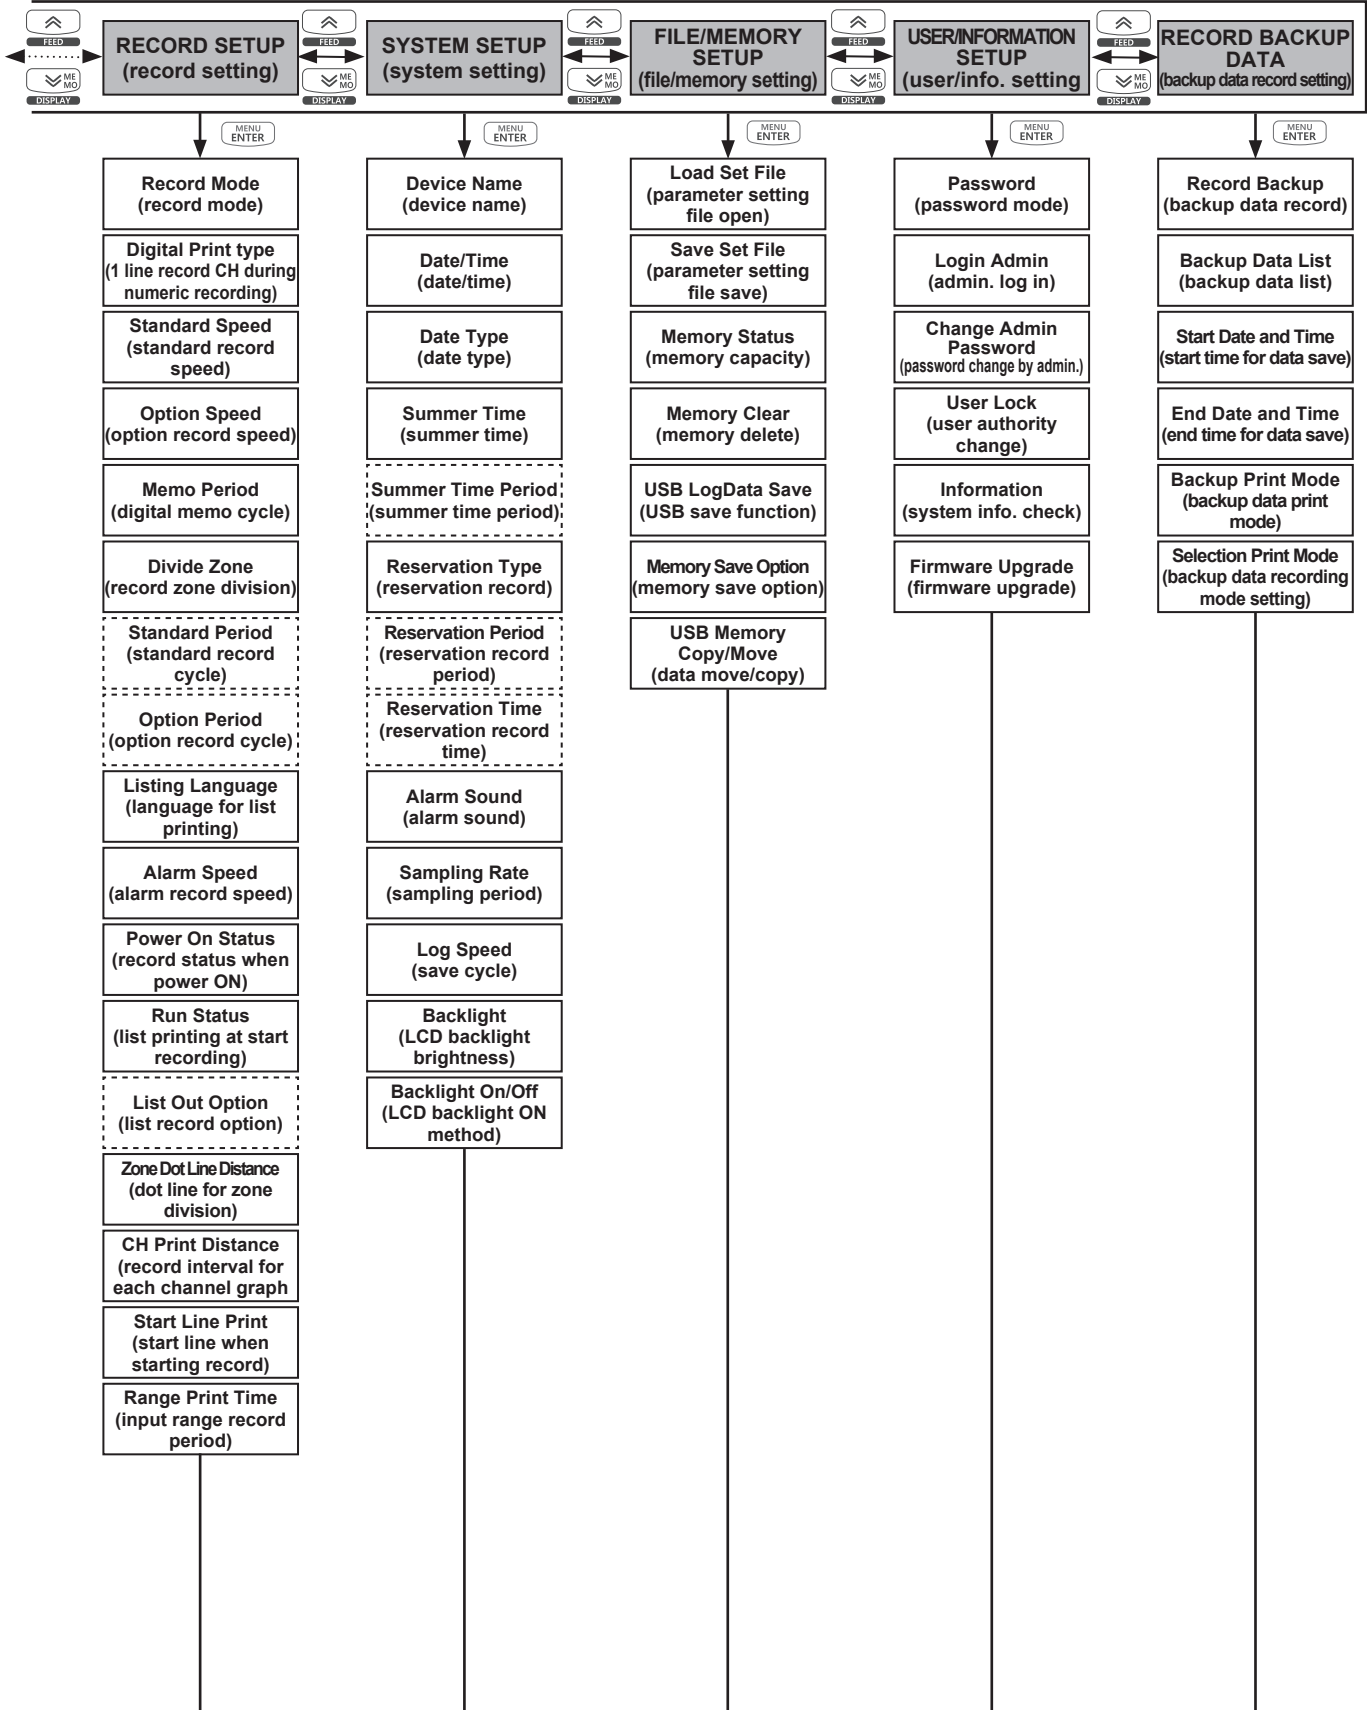 FEED
ME
MO
DISPLAY
RECORD SETUP
(record setting)
FEED
ME
MO
DISPLAY
SYSTEM SETUP
(system setting)
FEED
ME
MO
DISPLAY
FILE/MEMORY
SETUP
(file/memory setting)
FEED
ME
MO
DISPLAY
USER/INFORMATION
SETUP
(user/info. setting
FEED
ME
MO
DISPLAY
RECORD BACKUP
DATA
(backup data record setting)
MENU
ENTER
Record Mode
(record mode)
Digital Print type
(1 line record CH during
numeric recording)
Standard Speed
(standard record
speed)
Option Speed
(option record speed)
Memo Period
(digital memo cycle)
Divide Zone
(record zone division)
Standard Period
(standard record
cycle)
Option Period
(option record cycle)
Listing Language
(language for list
printing)
Alarm Speed
(alarm record speed)
Power On Status
(record status when
power ON)
Run Status
(list printing at start
recording)
List Out Option
(list record option)
Zone Dot Line Distance
(dot line for zone
division)
CH Print Distance
(record interval for
each channel graph
Start Line Print
(start line when
starting record)
Range Print Time
(input range record
period)
MENU
ENTER
Device Name
(device name)
Date/Time
(date/time)
Date Type
(date type)
Summer Time
(summer time)
Summer Time Period
(summer time period)
Reservation Type
(reservation record)
Reservation Period
(reservation record
period)
Reservation Time
(reservation record
time)
Alarm Sound
(alarm sound)
Sampling Rate
(sampling period)
Log Speed
(save cycle)
Backlight
(LCD backlight
brightness)
Backlight On/Off
(LCD backlight ON
method)
MENU
ENTER
Load Set File
(parameter setting
file open)
Save Set File
(parameter setting
file save)
Memory Status
(memory capacity)
Memory Clear
(memory delete)
USB LogData Save
(USB save function)
Memory Save Option
(memory save option)
USB Memory
Copy/Move
(data move/copy)
MENU
ENTER
Password
(password mode)
Login Admin
(admin. log in)
Change Admin
Password
(password change by admin.)
User Lock
(user authority
change)
Information
(system info. check)
Firmware Upgrade
(firmware upgrade)
MENU
ENTER
Record Backup
(backup data record)
Backup Data List
(backup data list)
Start Date and Time
(start time for data save)
End Date and Time
(end time for data save)
Backup Print Mode
(backup data print
mode)
Selection Print Mode
(backup data recording
mode setting)